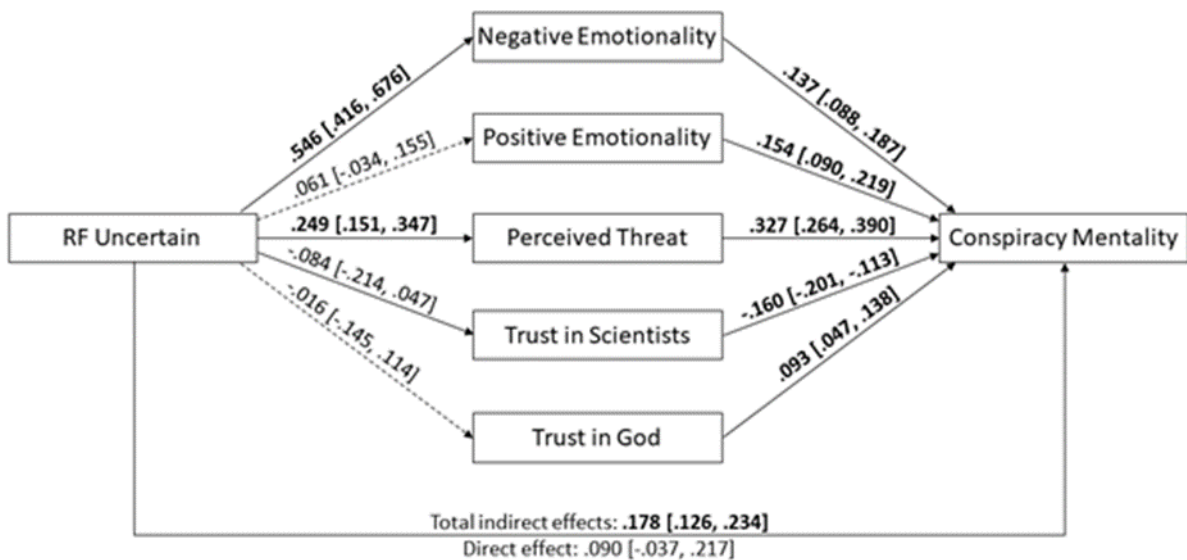 Negative Emotionality
.546 [.416, .676]
.137 [.088, .187]
Positive Emotionality
.061 [-.034, .155]
.154 [.090, .219]
RF Uncertain
.249 [.151, .347]
Perceived Threat
.327 [.264, .390]
Conspiracy Mentality
-.084 [-.214, .047]
-.160 [-.201, -.113]
Trust in Scientists
-.016 [-.145, .114]
.093 [.047, .138]
Trust in God
Total indirect effects: .178 [.126, .234]
Direct effect: .090 [-.037, .217]